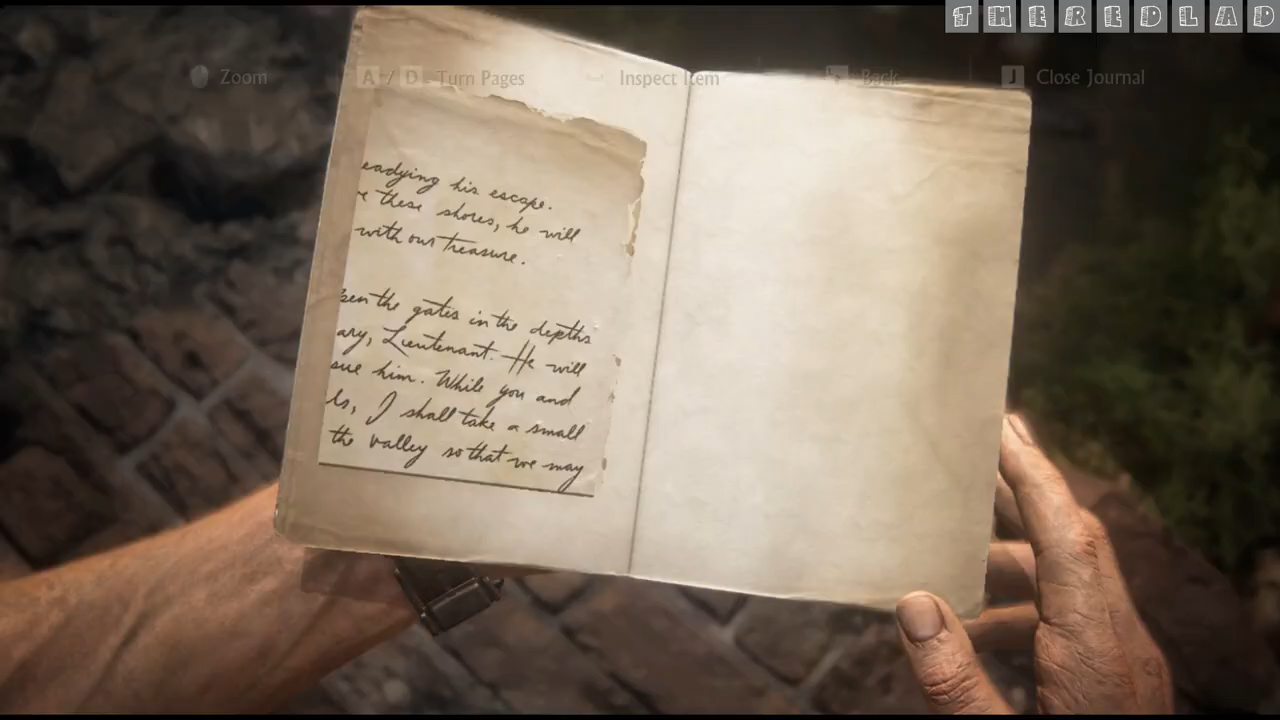 THEREDLAD
Zoom
A / D Turn Pages
Inspect Item
Back
J Close Journal
eadying his escape.
e these shores, he will
with our treasure.
pen the gates in the depths
ary, Lieutenant. He will
sue him. While you and
ls, I shall take a small
the valley so that we may